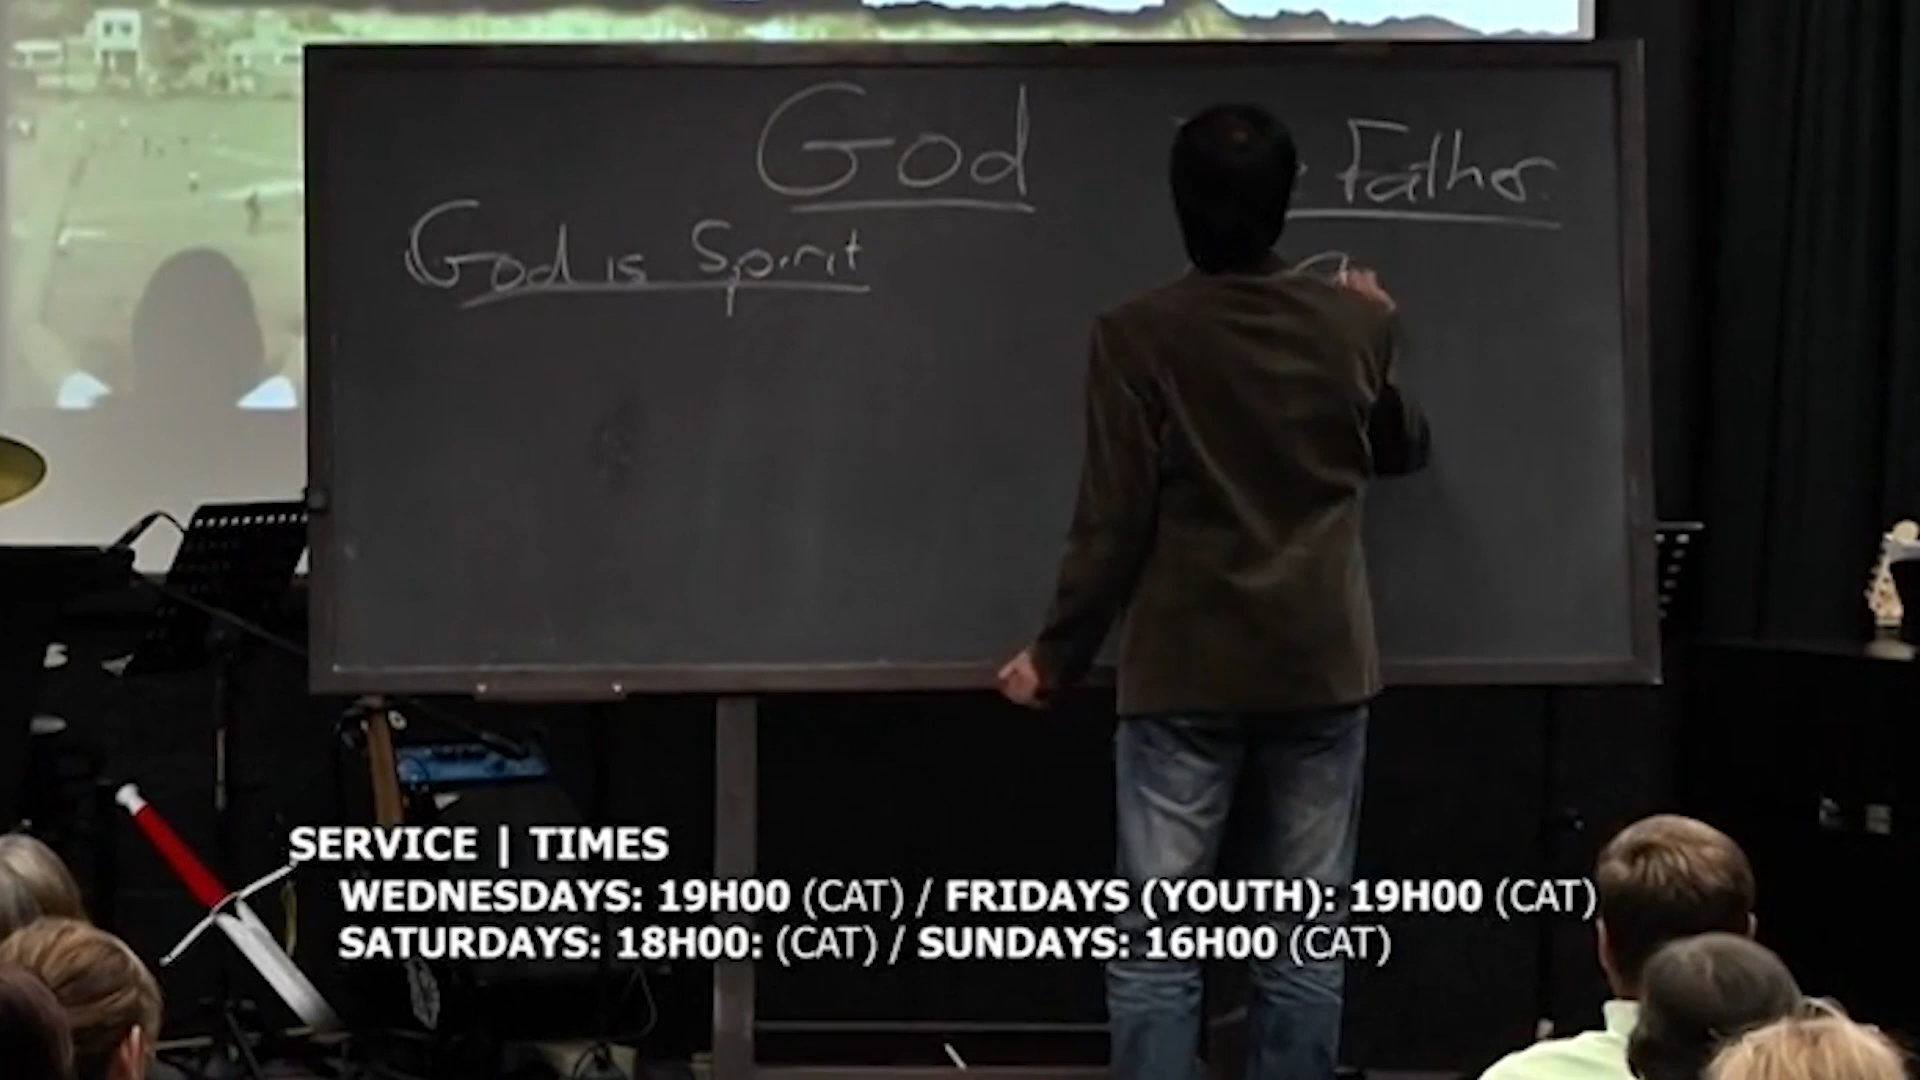 God
Father
God is Spirit
SERVICE | TIMES
WEDNESDAYS: 19H00 (CAT) / FRIDAYS (YOUTH): 19H00 (CAT)
SATURDAYS: 18H00: (CAT) / SUNDAYS: 16H00 (CAT)